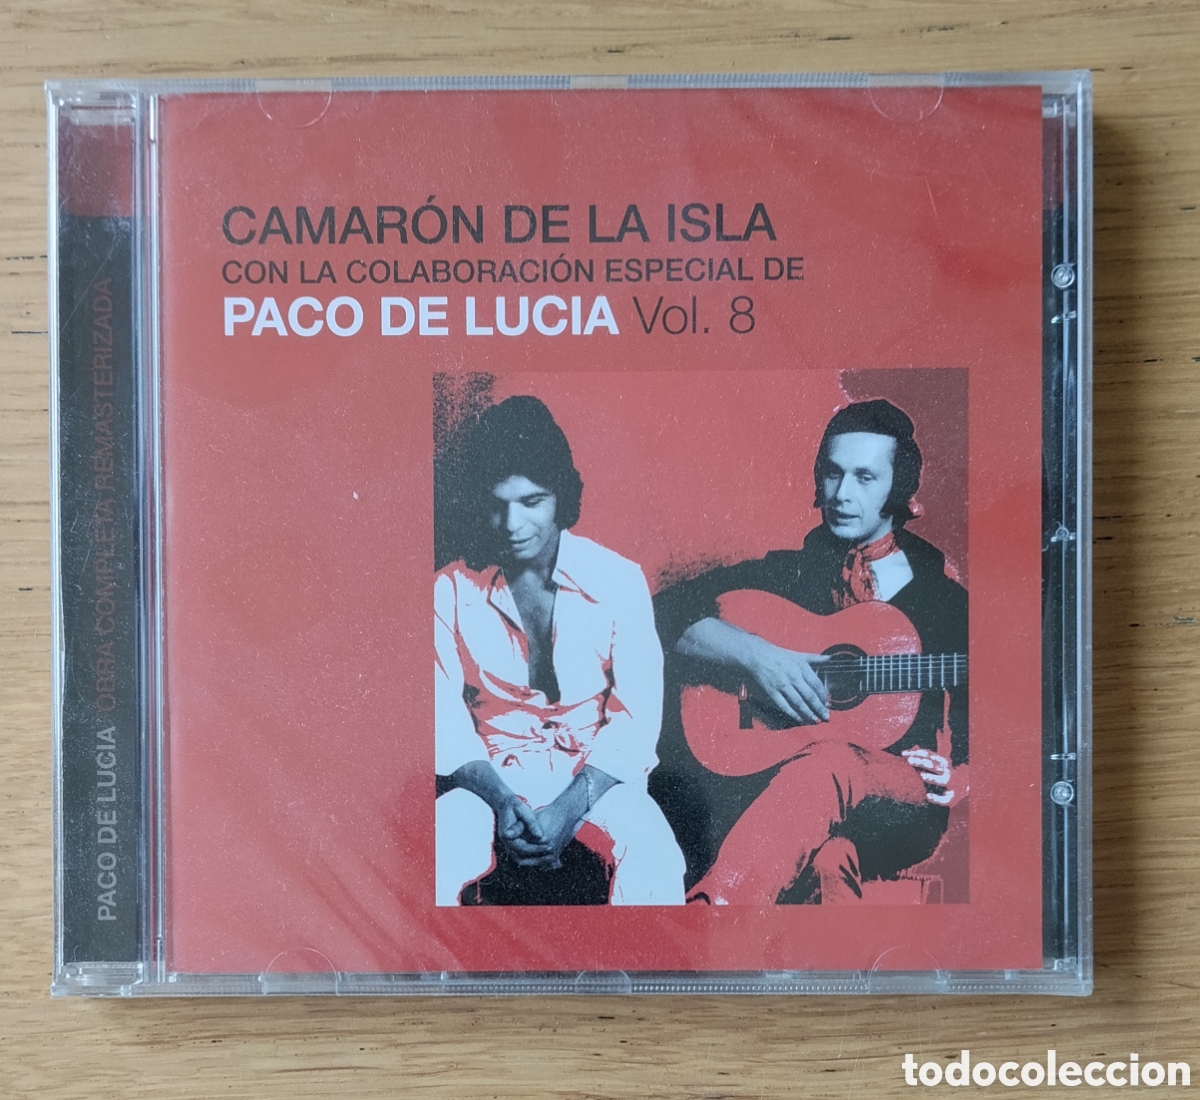 CAMARÓN DE LA ISLA
CON LA COLABORACIÓN ESPECIAL DE
PACO DE LUCIA Vol. 8
PACO DE LUCIA OBRA COMPLETA REMASTERIZADA
todocoleccion